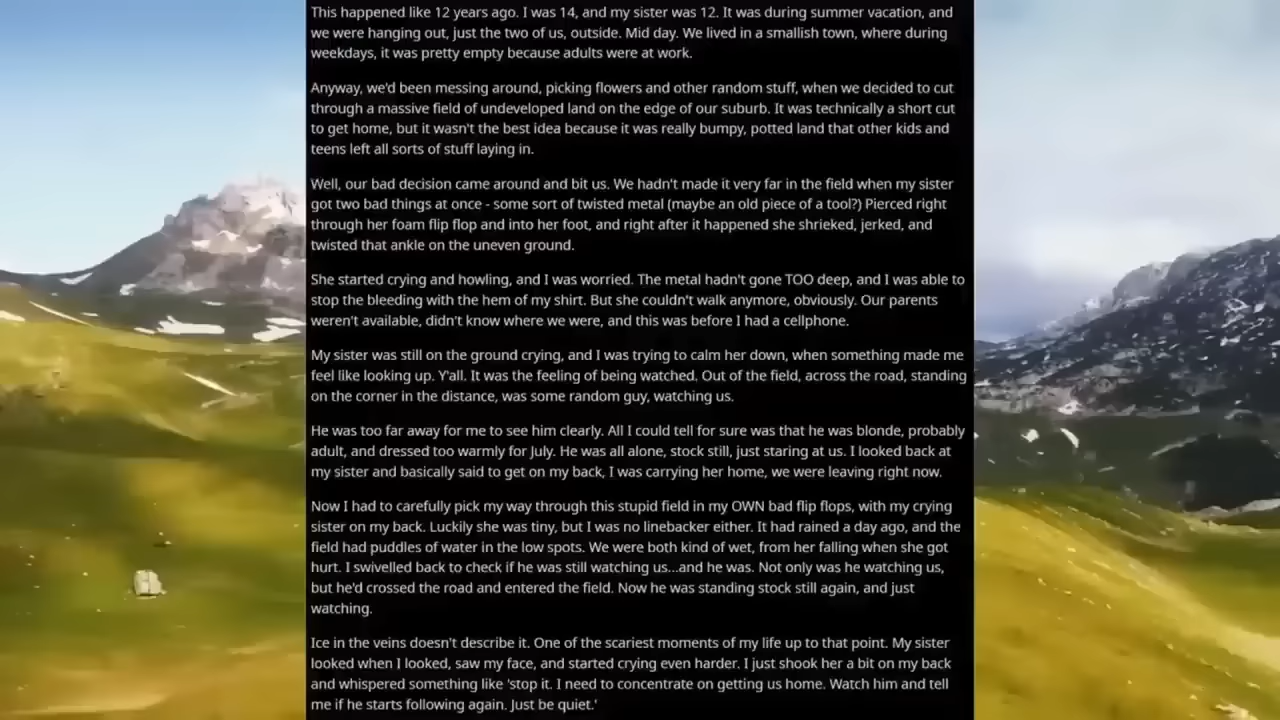 This happened like 12 years ago. I was 14, and my sister was 12. It was during summer vacation, and
we were hanging out, just the two of us, outside. Mid day. We lived in a smallish town, where during
weekdays, it was pretty empty because adults were at work.
Anyway, we'd been messing around, picking flowers and other random stuff, when we decided to cut
through a massive field of undeveloped land on the edge of our suburb. It was technically a short cut
to get home, but it wasn't the best idea because it was really bumpy, potted land that other kids and
teens left all sorts of stuff laying in.
Well, our bad decision came around and bit us. We hadn't made it very far in the field when my sister
got two bad things at once - some sort of twisted metal (maybe an old piece of a tool?) Pierced right
through her foam flip flop and into her foot, and right after it happened she shrieked, jerked, and
twisted that ankle on the uneven ground.
She started crying and howling, and I was worried. The metal hadn't gone TOO deep, and I was able to
stop the bleeding with the hem of my shirt. But she couldn't walk anymore, obviously. Our parents
weren't available, didn't know where we were, and this was before I had a cellphone.
My sister was still on the ground crying, and I was trying to calm her down, when something made me
feel like looking up. Y'all. It was the feeling of being watched. Out of the field, across the road, standing
on the corner in the distance, was some random guy, watching us.
He was too far away for me to see him clearly. All I could tell for sure was that he was blonde, probably
adult, and dressed too warmly for July. He was all alone, stock still, just staring at us. I looked back at
my sister and basically said to get on my back, I was carrying her home, we were leaving right now.
Now I had to carefully pick my way through this stupid field in my OWN bad flip flops, with my crying
sister on my back. Luckily she was tiny, but I was no linebacker either. It had rained a day ago, and the
field had puddles of water in the low spots. We were both kind of wet, from her falling when she got
hurt. I swivelled back to check if he was still watching us...and he was. Not only was he watching us,
but he'd crossed the road and entered the field. Now he was standing stock still again, and just
watching.
Ice in the veins doesn't describe it. One of the scariest moments of my life up to that point. My sister
looked when I looked, saw my face, and started crying even harder. I just shook her a bit on my back
and whispered something like 'stop it. I need to concentrate on getting us home. Watch him and tell
me if he starts following again. Just be quiet.'